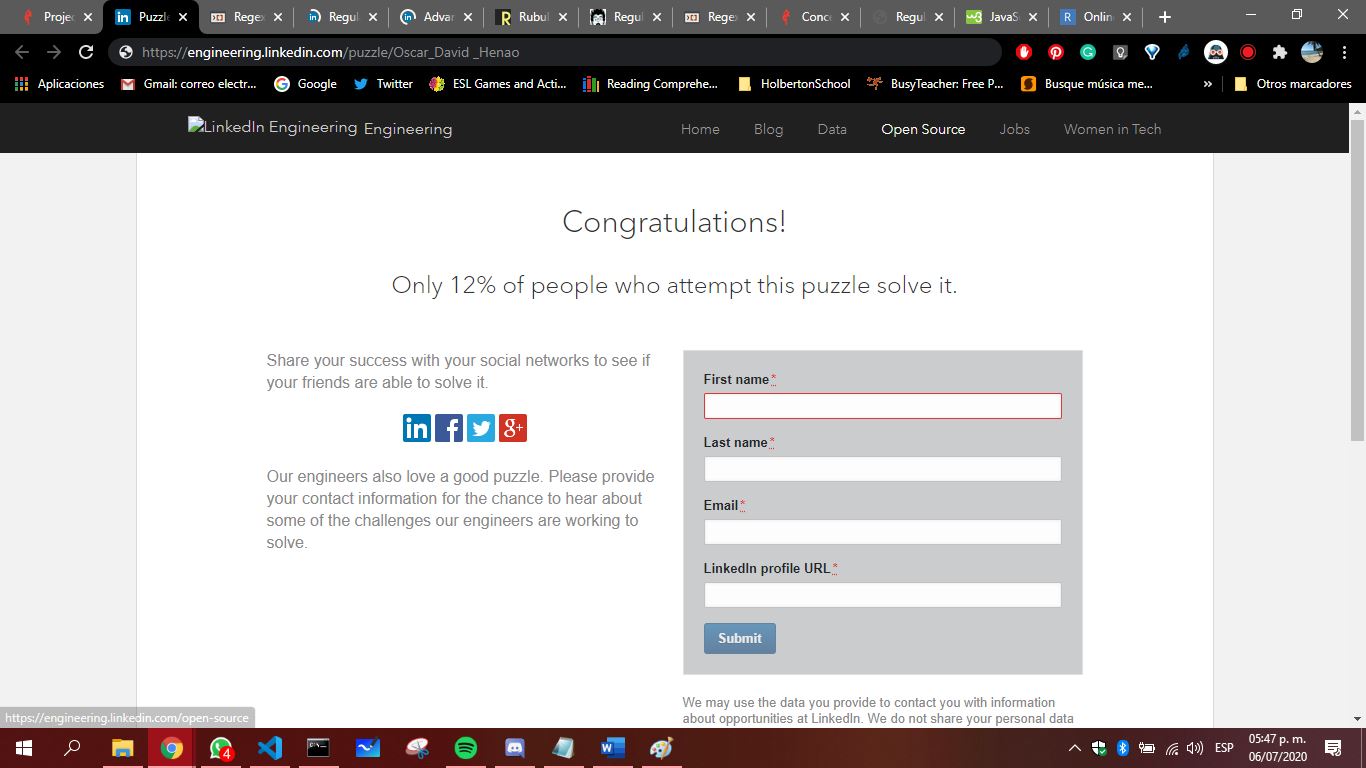 Projec
Puzzle
Regex
Regul
Advar
Rubul
Regul
Regex
Conce
Regul
JavaS
Onlin
https://engineering.linkedin.com/puzzle/Oscar_David _Henao
Aplicaciones
Gmail: correo electr...
Google
Twitter
ESL Games and Acti...
Reading Comprehe...
HolbertonSchool
BusyTeacher: Free P...
Busque música me...
»
Otros marcadores
LinkedIn Engineering Engineering
Home
Blog
Data
Open Source
Jobs
Women in Tech
Congratulations!
Only 12% of people who attempt this puzzle solve it.
Share your success with your social networks to see if
your friends are able to solve it.
in f g+
Our engineers also love a good puzzle. Please provide
your contact information for the chance to hear about
some of the challenges our engineers are working to
solve.
First name*
Last name*
Email*
LinkedIn profile URL*
Submit
We may use the data you provide to contact you with information
about opportunities at LinkedIn. We do not share your personal data
https://engineering.linkedin.com/open-source
4
ESP
05:47 p. m.
06/07/2020